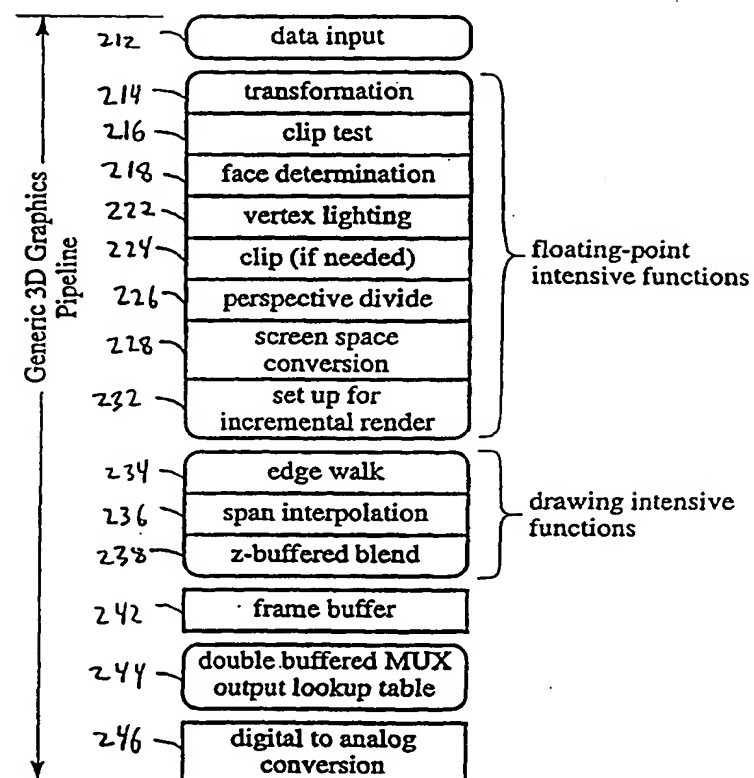 212 data input
214 transformation
216 clip test
218 face determination
222 vertex lighting
224 clip (if needed)
226 perspective divide
228 screen space
conversion
232 set up for
incremental render
floating-point
intensive functions
234 edge walk
236 span interpolation
238 z-buffered blend
drawing intensive
functions
242 frame buffer
244 double buffered MUX
output lookup table
246 digital to analog
conversion
Generic 3D Graphics
Pipeline